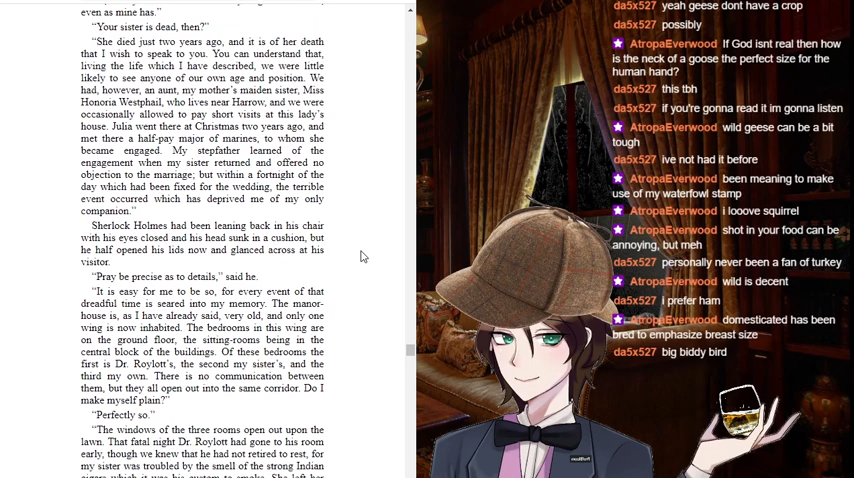 even as mine has.”
“Your sister is dead, then?”
“She died just two years ago, and it is of her death
that I wish to speak to you. You can understand that,
living the life which I have described, we were little
likely to see anyone of our own age and position. We
had, however, an aunt, my mother’s maiden sister, Miss
Honoria Westphail, who lives near Harrow, and we were
occasionally allowed to pay short visits at this lady’s
house. Julia went there at Christmas two years ago, and
met there a half-pay major of marines, to whom she
became engaged. My stepfather learned of the
engagement when my sister returned and offered no
objection to the marriage; but within a fortnight of the
day which had been fixed for the wedding, the terrible
event occurred which has deprived me of my only
companion.”
Sherlock Holmes had been leaning back in his chair
with his eyes closed and his head sunk in a cushion, but
he half opened his lids now and glanced across at his
visitor.
“Pray be precise as to details,” said he.
“It is easy for me to be so, for every event of that
dreadful time is seared into my memory. The manor-
house is, as I have already said, very old, and only one
wing is now inhabited. The bedrooms in this wing are
on the ground floor, the sitting-rooms being in the
central block of the buildings. Of these bedrooms the
first is Dr. Roylott’s, the second my sister’s, and the
third my own. There is no communication between
them, but they all open out into the same corridor. Do I
make myself plain?”
“Perfectly so.”
“The windows of the three rooms open out upon the
lawn. That fatal night Dr. Roylott had gone to his room
early, though we knew that he had not retired to rest, for
my sister was troubled by the smell of the strong Indian
cigars which it was his custom to smoke. She left her
da5x527 yeah geese dont have a crop
da5x527 possibly
AtropaEverwood If God isnt real then how
is the neck of a goose the perfect size for the
human hand?
da5x527 this tbh
da5x527 if you're gonna read it im gonna listen
AtropaEverwood wild geese can be a bit
tough
da5x527 ive not had it before
AtropaEverwood been meaning to make
use of my waterfowl stamp
AtropaEverwood i looove squirrel
AtropaEverwood shot in your food can be
annoying, but meh
da5x527 personally never been a fan of turkey
AtropaEverwood wild is decent
da5x527 i prefer ham
AtropaEverwood domesticated has been
bred to emphasize breast size
da5x527 big biddy bird